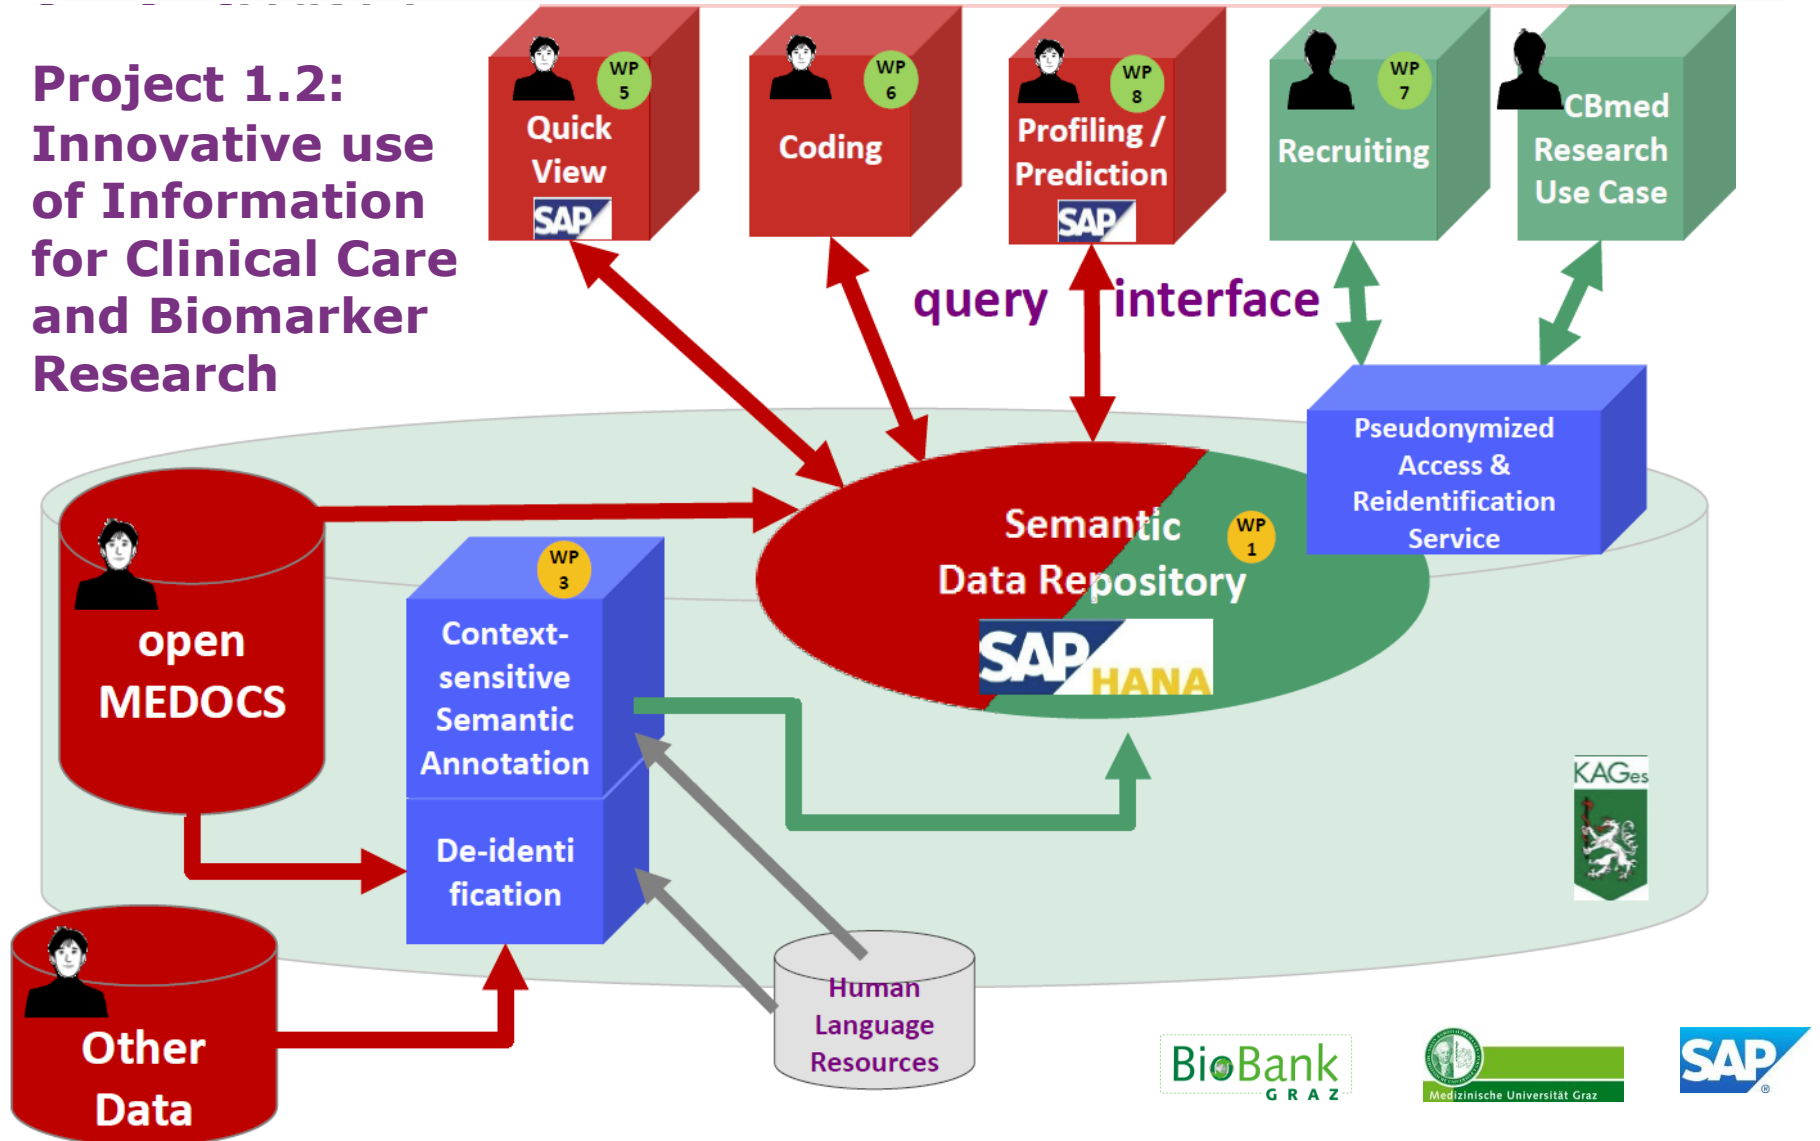 Project 1.2:
Innovative use
of Information
for Clinical Care
and Biomarker
Research
WP
5
Quick
View
SAP
WP
6
Coding
WP
8
Profiling /
Prediction
SAP
WP
7
Recruiting
CBmed
Research
Use Case
query interface
Pseudonymized
Access &
Reidentification
Service
open
MEDOCS
WP
3
Context-
sensitive
Semantic
Annotation
De-identi
fication
Semantic
Data Repository
WP
1
SAP
HANA
KAGes
Other
Data
Human
Language
Resources
BioBank
GRAZ
Medizinische Universität Graz
SAP
®